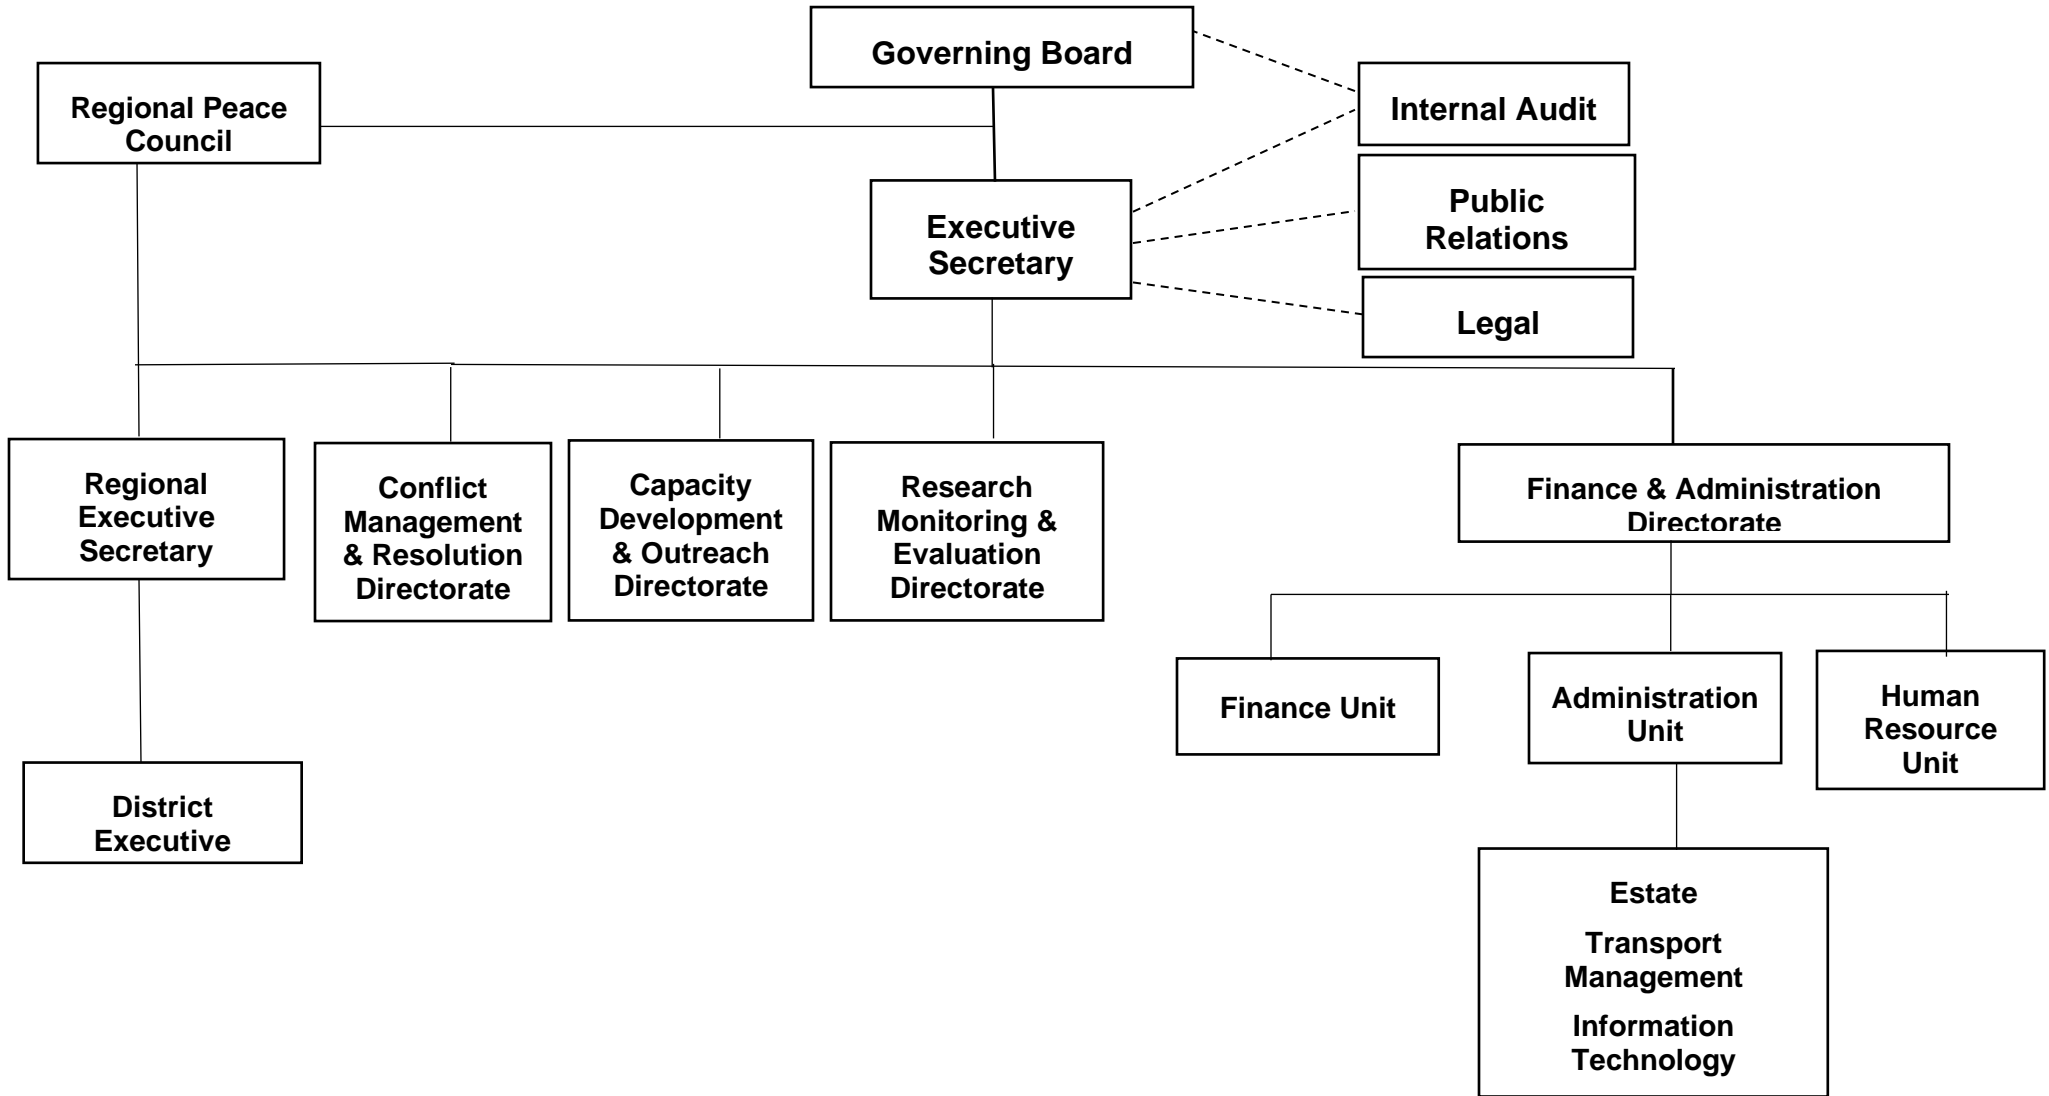 Governing Board
Regional Peace
Council
Internal Audit
Public
Relations
Executive
Secretary
Legal
Regional
Executive
Secretary
Conflict
Management
& Resolution
Directorate
Capacity
Development
& Outreach
Directorate
Research
Monitoring &
Evaluation
Directorate
Finance & Administration
Directorate
Finance Unit
Administration
Unit
Human
Resource
Unit
District
Executive
Estate
Transport
Management
Information
Technology